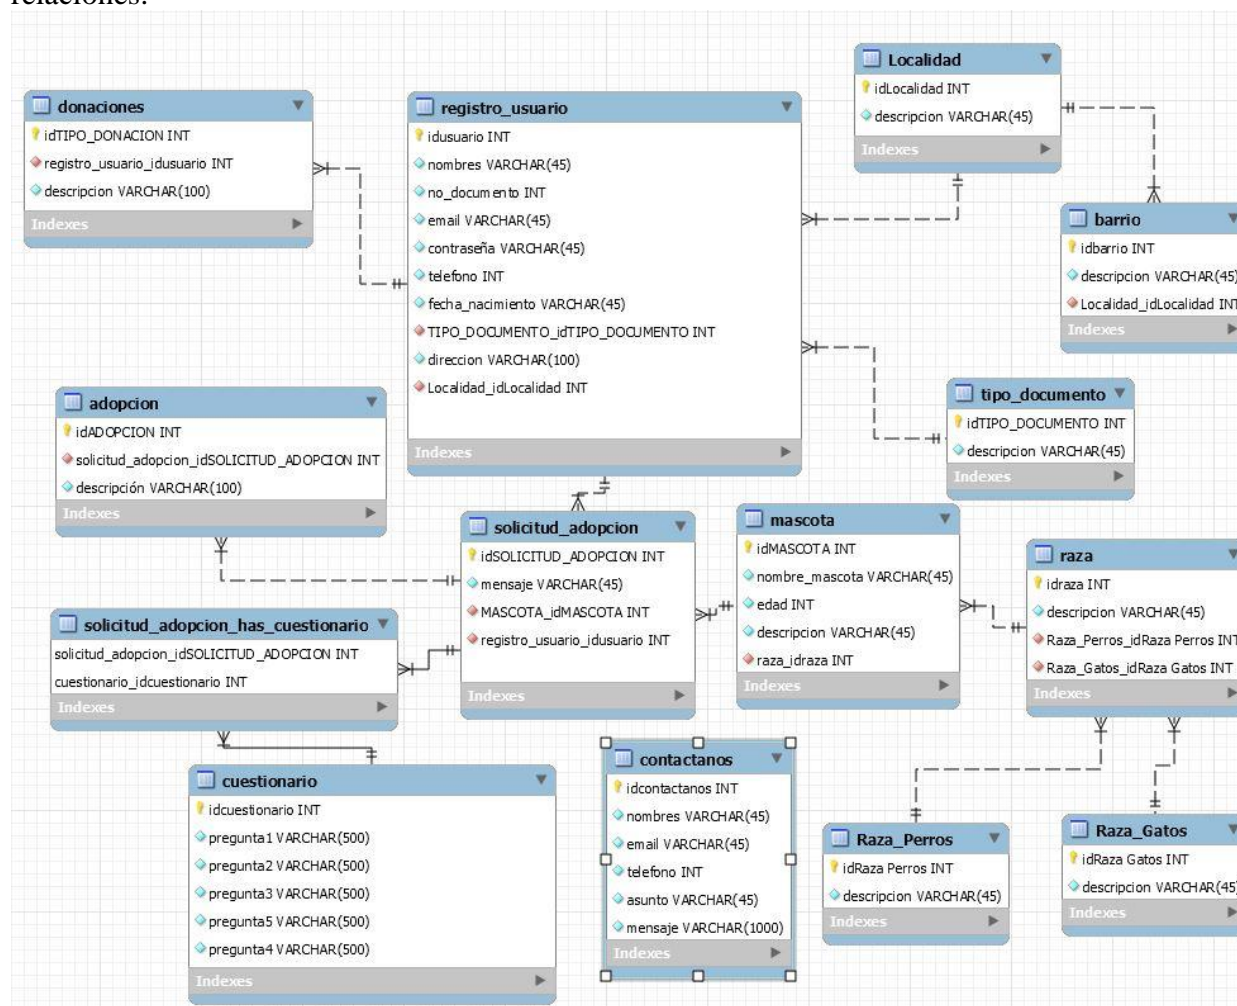 relaciones:
donaciones
idTIPO_DONACION INT
registro_usuario_idusuario INT
descripcion VARCHAR(100)
Indexes
registro_usuario
idusuario INT
nombres VARCHAR(45)
no_documento INT
email VARCHAR(45)
contraseña VARCHAR(45)
telefono INT
fecha_nacimiento VARCHAR(45)
TIPO_DOCUMENTO_idTIPO_DOCUMENTO INT
direccion VARCHAR(100)
Localidad_idLocalidad INT
Indexes
Localidad
idLocalidad INT
descripcion VARCHAR(45)
Indexes
barrio
idbarrio INT
descripcion VARCHAR(45)
Localidad_idLocalidad INT
Indexes
tipo_documento
idTIPO_DOCUMENTO INT
descripcion VARCHAR(45)
Indexes
adopcion
idADOPCION INT
solicitud_adopcion_idSOLICITUD_ADOPCION INT
descripción VARCHAR(100)
Indexes
solicitud_adopcion
idSOLICITUD_ADOPCION INT
mensaje VARCHAR(45)
MASCOTA_idMASCOTA INT
registro_usuario_idusuario INT
Indexes
mascota
idMASCOTA INT
nombre_mascota VARCHAR(45)
edad INT
descripcion VARCHAR(45)
raza_idraza INT
Indexes
raza
idraza INT
descripcion VARCHAR(45)
Raza_Perros_idRaza Perros INT
Raza_Gatos_idRaza Gatos INT
Indexes
solicitud_adopcion_has_cuestionario
solicitud_adopcion_idSOLICITUD_ADOPCION INT
cuestionario_idcuestionario INT
Indexes
cuestionario
idcuestionario INT
pregunta1 VARCHAR(500)
pregunta2 VARCHAR(500)
pregunta3 VARCHAR(500)
pregunta5 VARCHAR(500)
pregunta4 VARCHAR(500)
Indexes
contactanos
idcontactanos INT
nombres VARCHAR(45)
email VARCHAR(45)
telefono INT
asunto VARCHAR(45)
mensaje VARCHAR(1000)
Indexes
Raza_Perros
idRaza Perros INT
descripcion VARCHAR(45)
Indexes
Raza_Gatos
idRaza Gatos INT
descripcion VARCHAR(45)
Indexes